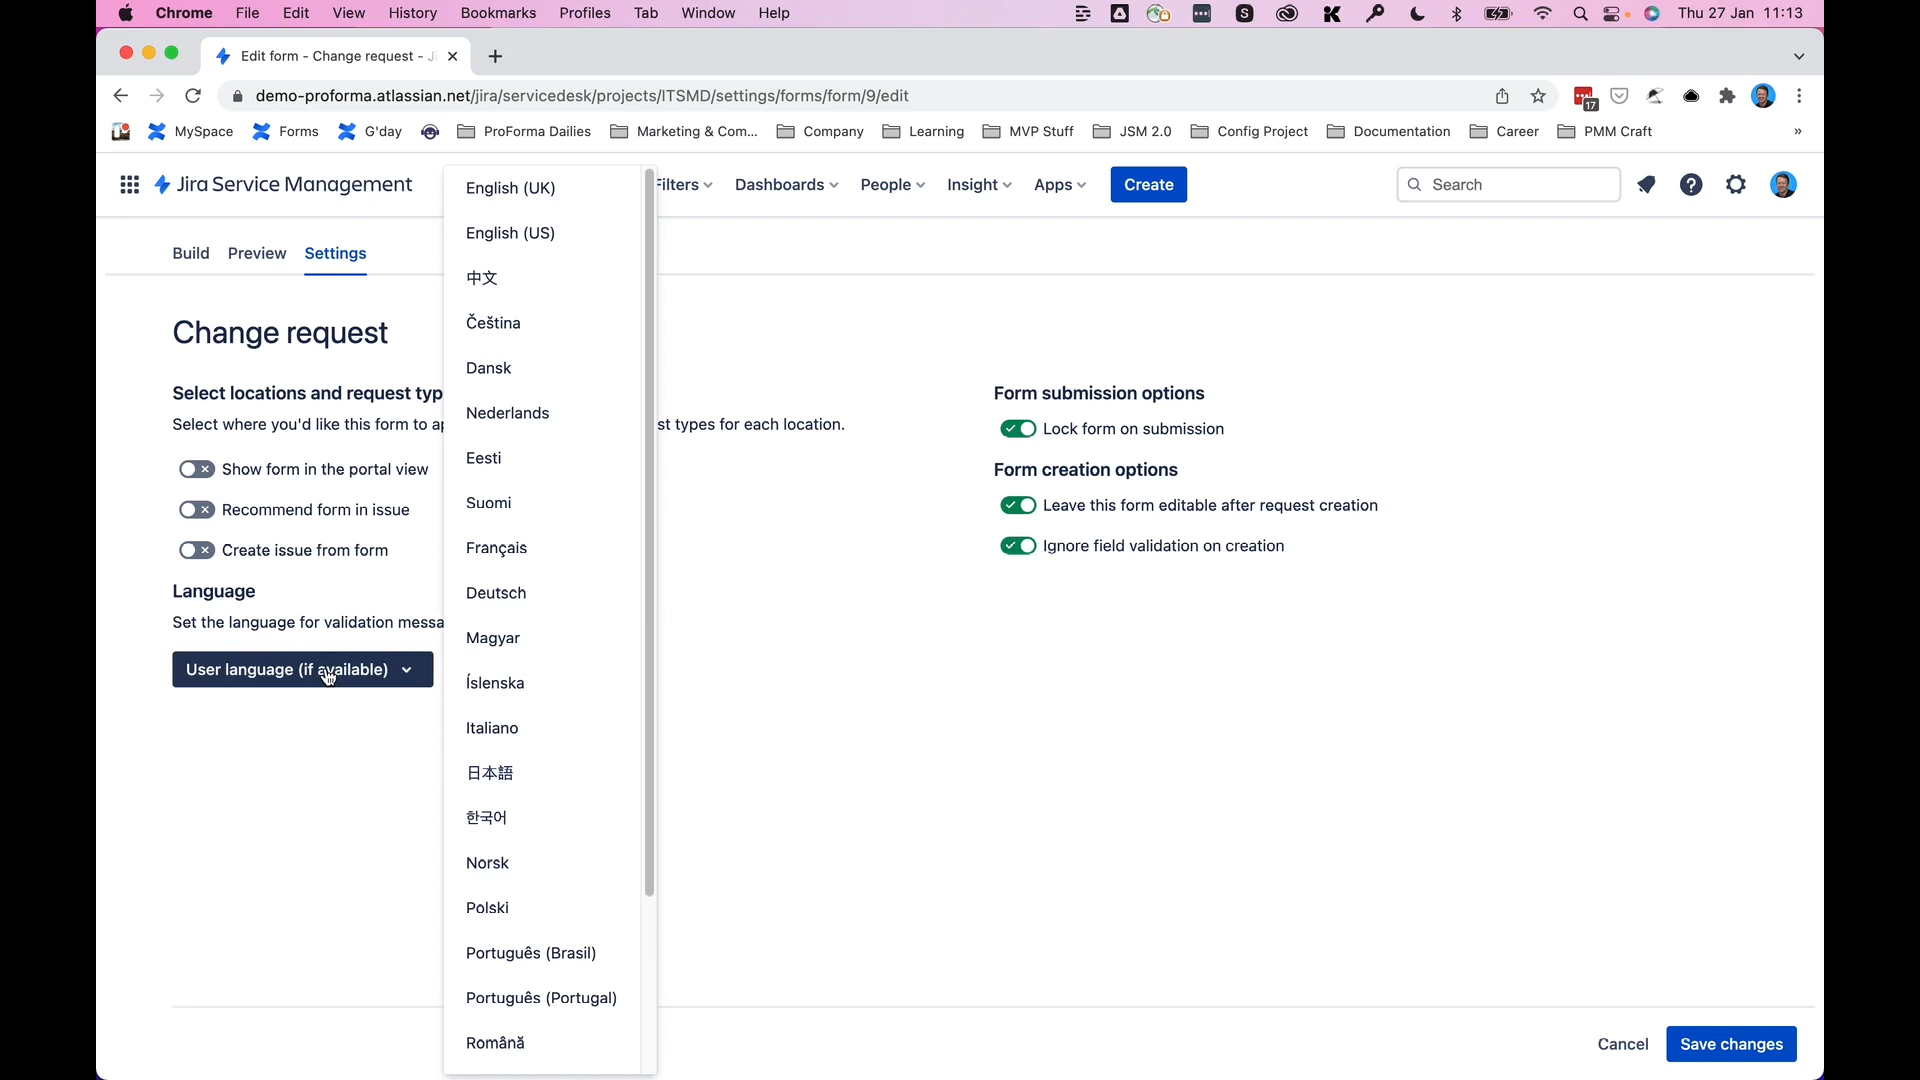 Chrome File Edit View History Bookmarks Profiles Tab Window Help S Thu 27 Jan 11:13
Edit form - Change request - Ji
demo-proforma.atlassian.net/jira/servicedesk/projects/ITSMD/settings/forms/form/9/edit 17
MySpace Forms G'day ProForma Dailies Marketing & Com... Company Learning MVP Stuff JSM 2.0 Config Project Documentation Career PMM Craft »
Jira Service Management Filters Dashboards People Insight Apps Create Search
Build Preview Settings
Change request
Select locations and request typ
Select where you'd like this form to ap
st types for each location.
Show form in the portal view
Recommend form in issue
Create issue from form
Language
Set the language for validation messa
User language (if available)
English (UK)
English (US)
中文
Čeština
Dansk
Nederlands
Eesti
Suomi
Français
Deutsch
Magyar
Íslenska
Italiano
日本語
한국어
Norsk
Polski
Português (Brasil)
Português (Portugal)
Română
Form submission options
Lock form on submission
Form creation options
Leave this form editable after request creation
Ignore field validation on creation
Cancel Save changes